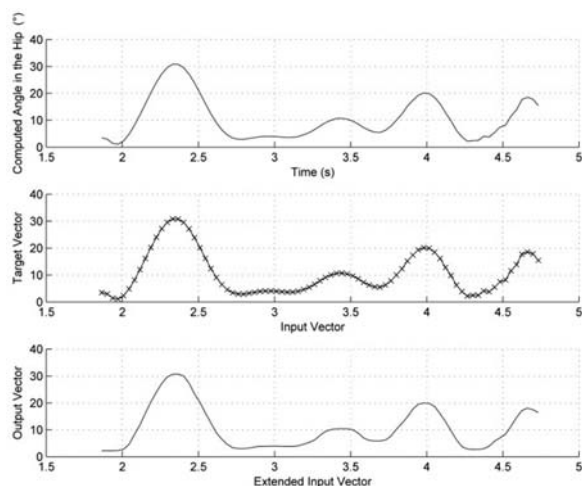 Computed Angle in the Hip (°)
40
30
20
10
0
1.5 2 2.5 3 3.5 4 4.5 5
Time (s)
Target Vector
40
30
20
10
0
1.5 2 2.5 3 3.5 4 4.5 5
Input Vector
Output Vector
40
30
20
10
0
1.5 2 2.5 3 3.5 4 4.5 5
Extended Input Vector